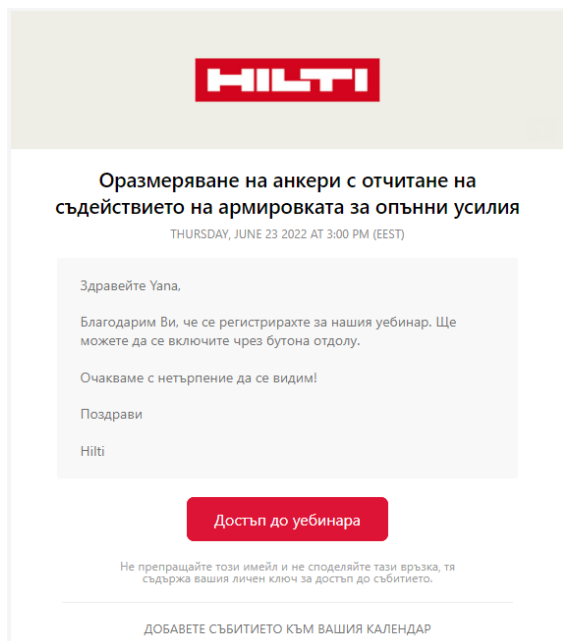 HILTI
Оразмеряване на анкери с отчитане на
съдействието на армировката за опънни усилия
THURSDAY, JUNE 23 2022 AT 3:00 PM (EEST)
Здравейте Yana,
Благодарим Ви, че се регистрирахте за нашия уебинар. Ще
можете да се включите чрез бутона отдолу.
Очакваме с нетърпение да се видим!
Поздрави
Hilti
Достъп до уебинара
Не препращайте този имейл и не споделяйте тази връзка, тя
съдържа вашия личен ключ за достъп до събитието.
ДОБАВЕТЕ СЪБИТИЕТО КЪМ ВАШИЯ КАЛЕНДАР